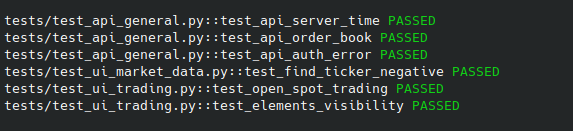 tests/test_api_general.py::test_api_server_time PASSED
tests/test_api_general.py::test_api_order_book PASSED
tests/test_api_general.py::test_api_auth_error PASSED
tests/test_ui_market_data.py::test_find_ticker_negative PASSED
tests/test_ui_trading.py::test_open_spot_trading PASSED
tests/test_ui_trading.py::test_elements_visibility PASSED